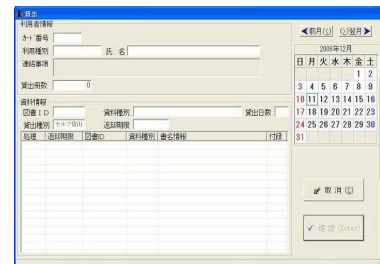 貸出
利用者情報
カード番号
利用種別 氏 名
連絡事項
貸出冊数 0
資料情報
図書ID 資料種別 貸出日数
貸出種別 セルフ貸出 返却期限
処理 返却期限 図書ID 資料種別 書名情報 付録
前月(<) (>)翌月
2006年12月
日 月 火 水 木 金 土
1 2
3 4 5 6 7 8 9
10 11 12 13 14 15 16
17 18 19 20 21 22 23
24 25 26 27 28 29 30
31
取 消 (C)
確 認 (Enter)